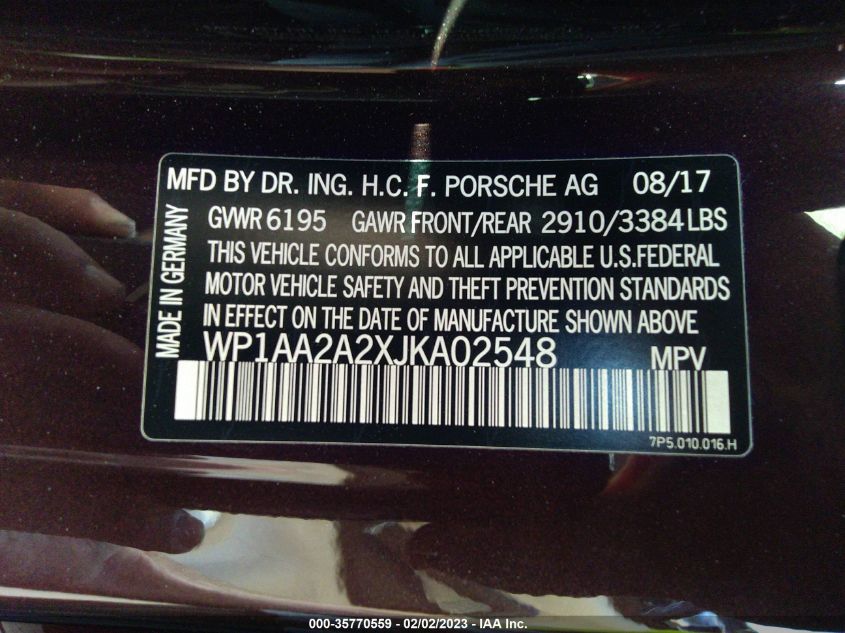 MFD BY DR. ING. H.C. F. PORSCHE AG 08/17
GVWR 6195 GAWR FRONT/REAR 2910/3384 LBS
THIS VEHICLE CONFORMS TO ALL APPLICABLE U.S.FEDERAL
MOTOR VEHICLE SAFETY AND THEFT PREVENTION STANDARDS
IN EFFECT ON THE DATE OF MANUFACTURE SHOWN ABOVE.
WP1AA2A2XJKA02548 MPV
MADE IN GERMANY
7P5.010.016.H
000-35770559 - 02/02/2023 - IAA Inc.